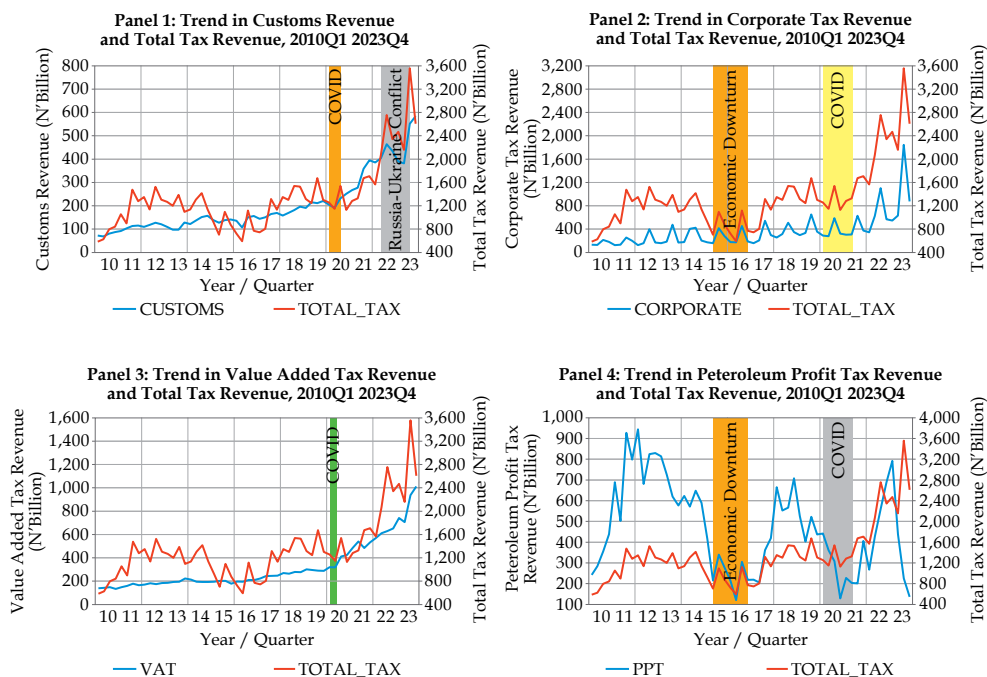 Panel 1: Trend in Customs Revenue
and Total Tax Revenue, 2010Q1 2023Q4
Customs Revenue (N'Billion)
800
700
600
500
400
300
200
100
0
COVID
Russia-Ukraine Conflict
3,600
3,200
2,800
2,400
2,000
1,600
1,200
800
400
Total Tax Revenue (N'Billion)
10 11 12 13 14 15 16 17 18 19 20 21 22 23
Year / Quarter
CUSTOMS TOTAL_TAX
Panel 2: Trend in Corporate Tax Revenue
and Total Tax Revenue, 2010Q1 2023Q4
Corporate Tax Revenue
(N'Billion)
3,200
2,800
2,400
2,000
1,600
1,200
800
400
0
Economic Downturn
COVID
3,600
3,200
2,800
2,400
2,000
1,600
1,200
800
400
Total Tax Revenue (N'Billion)
10 11 12 13 14 15 16 17 18 19 20 21 22 23
Year / Quarter
CORPORATE TOTAL_TAX
Panel 3: Trend in Value Added Tax Revenue
and Total Tax Revenue, 2010Q1 2023Q4
Value Added Tax Revenue
(N'Billion)
1,600
1,400
1,200
1,000
800
600
400
200
0
COVID
3,600
3,200
2,800
2,400
2,000
1,600
1,200
800
400
Total Tax Revenue (N'Billion)
10 11 12 13 14 15 16 17 18 19 20 21 22 23
Year / Quarter
VAT TOTAL_TAX
Panel 4: Trend in Peteroleum Profit Tax Revenue
and Total Tax Revenue, 2010Q1 2023Q4
Peteroleum Profit Tax
Revenue (N'Billion)
1,000
900
800
700
600
500
400
300
200
100
Economic Downturn
COVID
4,000
3,600
3,200
2,800
2,400
2,000
1,600
1,200
800
400
Total Tax Revenue (N'Billion)
10 11 12 13 14 15 16 17 18 19 20 21 22 23
Year / Quarter
PPT TOTAL_TAX